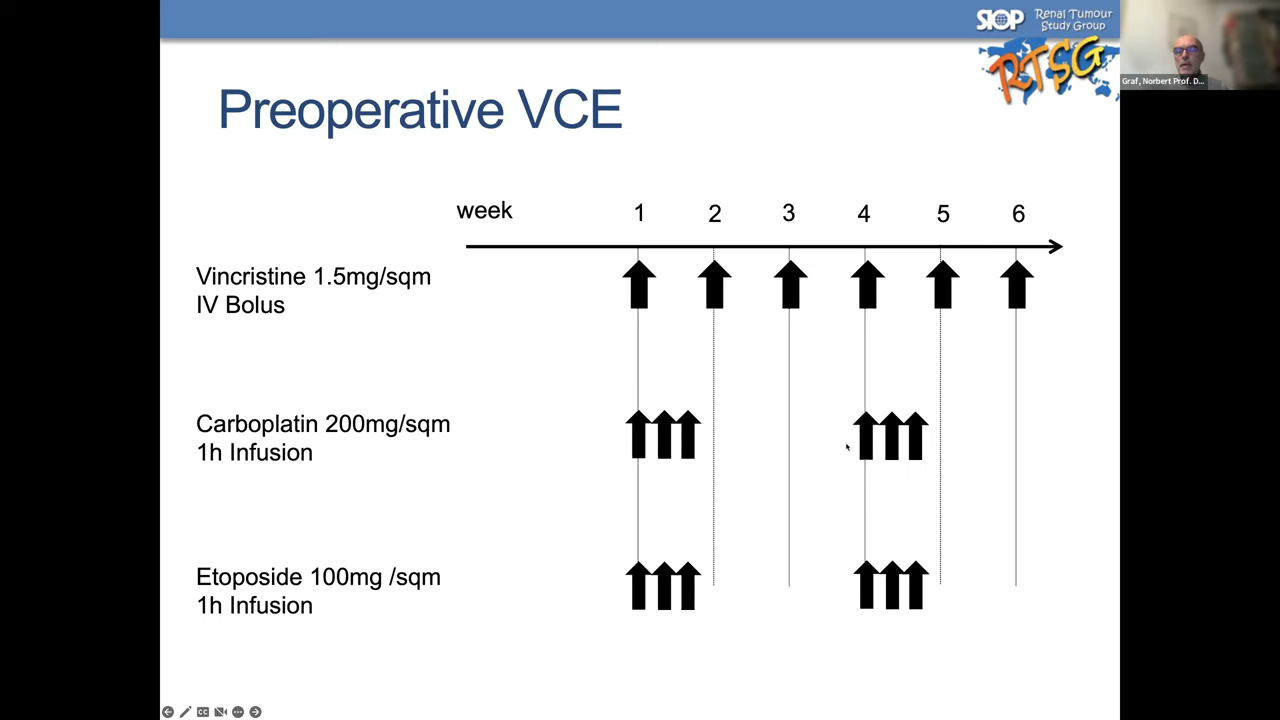 SIOP
Renal Tumour
Study Group
RTSG
Graf, Norbert Prof. D...
Preoperative VCE
week 1 2 3 4 5 6
Vincristine 1.5mg/sqm
IV Bolus
Carboplatin 200mg/sqm
1h Infusion
Etoposide 100mg /sqm
1h Infusion
CC